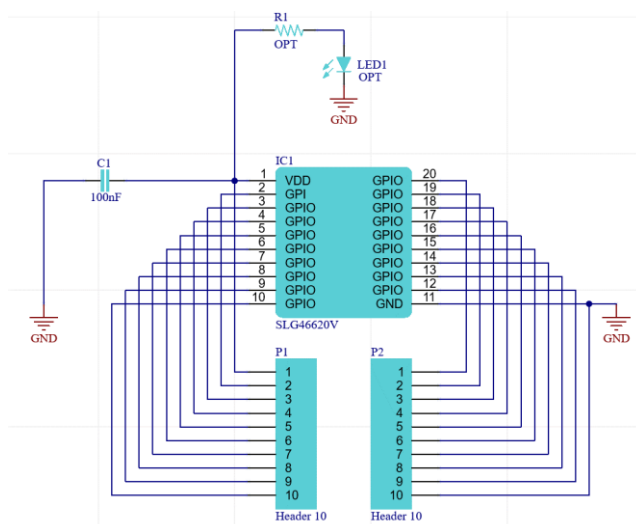 R1
OPT
LED1
OPT
GND
C1
100nF
IC1
1 VDD GPIO 20
2 GPI GPIO 19
3 GPIO GPIO 18
4 GPIO GPIO 17
5 GPIO GPIO 16
6 GPIO GPIO 15
7 GPIO GPIO 14
8 GPIO GPIO 13
9 GPIO GPIO 12
10 GPIO GND 11
SLG46620V
GND
GND
P1 P2
1 1
2 2
3 3
4 4
5 5
6 6
7 7
8 8
9 9
10 10
Header 10 Header 10